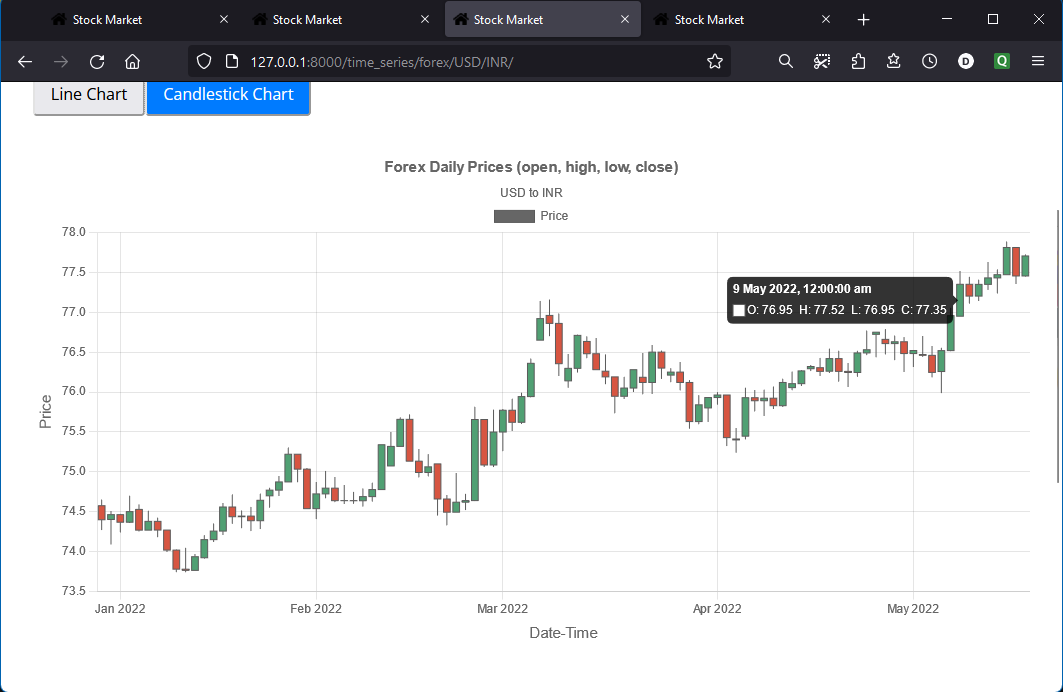 Stock Market Stock Market Stock Market Stock Market
127.0.0.1:8000/time_series/forex/USD/INR/
D
Q
Line Chart Candlestick Chart
Forex Daily Prices (open, high, low, close)
USD to INR
Price
78.0
77.5
9 May 2022, 12:00:00 am
O: 76.95 H: 77.52 L: 76.95 C: 77.35
77.0
76.5
76.0
Price
75.5
75.0
74.5
74.0
73.5
Jan 2022 Feb 2022 Mar 2022 Apr 2022 May 2022
Date-Time